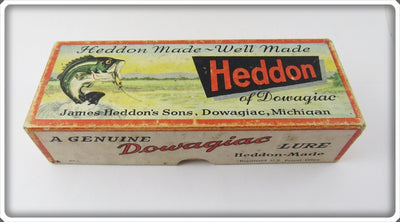 Heddon Made ~ Well Made
Heddon
of Dowagiac
James Heddon's Sons, Dowagiac, Michigan
A GENUINE Dowagiac LURE
Heddon-Made